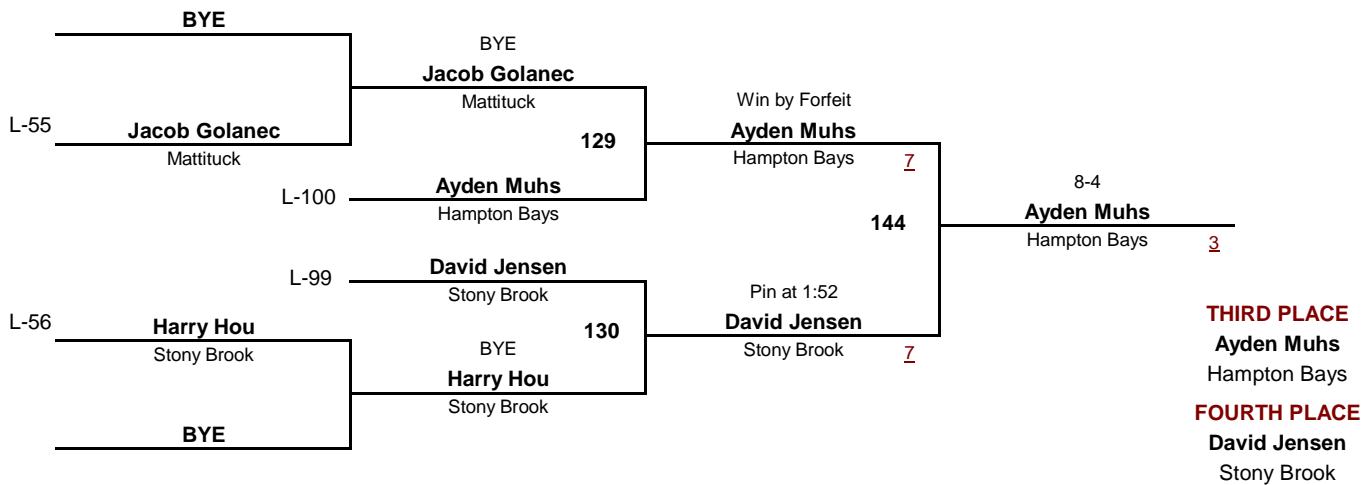 BYE
BYE
Jacob Golanec
Mattituck
L-55
Jacob Golanec
Mattituck
129
L-100
Ayden Muhs
Hampton Bays
Win by Forfeit
Ayden Muhs
Hampton Bays
7
L-99
David Jensen
Stony Brook
L-56
Harry Hou
Stony Brook
130
BYE
Harry Hou
Stony Brook
BYE
Pin at 1:52
David Jensen
Stony Brook
7
144
8-4
Ayden Muhs
Hampton Bays
3
THIRD PLACE
Ayden Muhs
Hampton Bays
FOURTH PLACE
David Jensen
Stony Brook